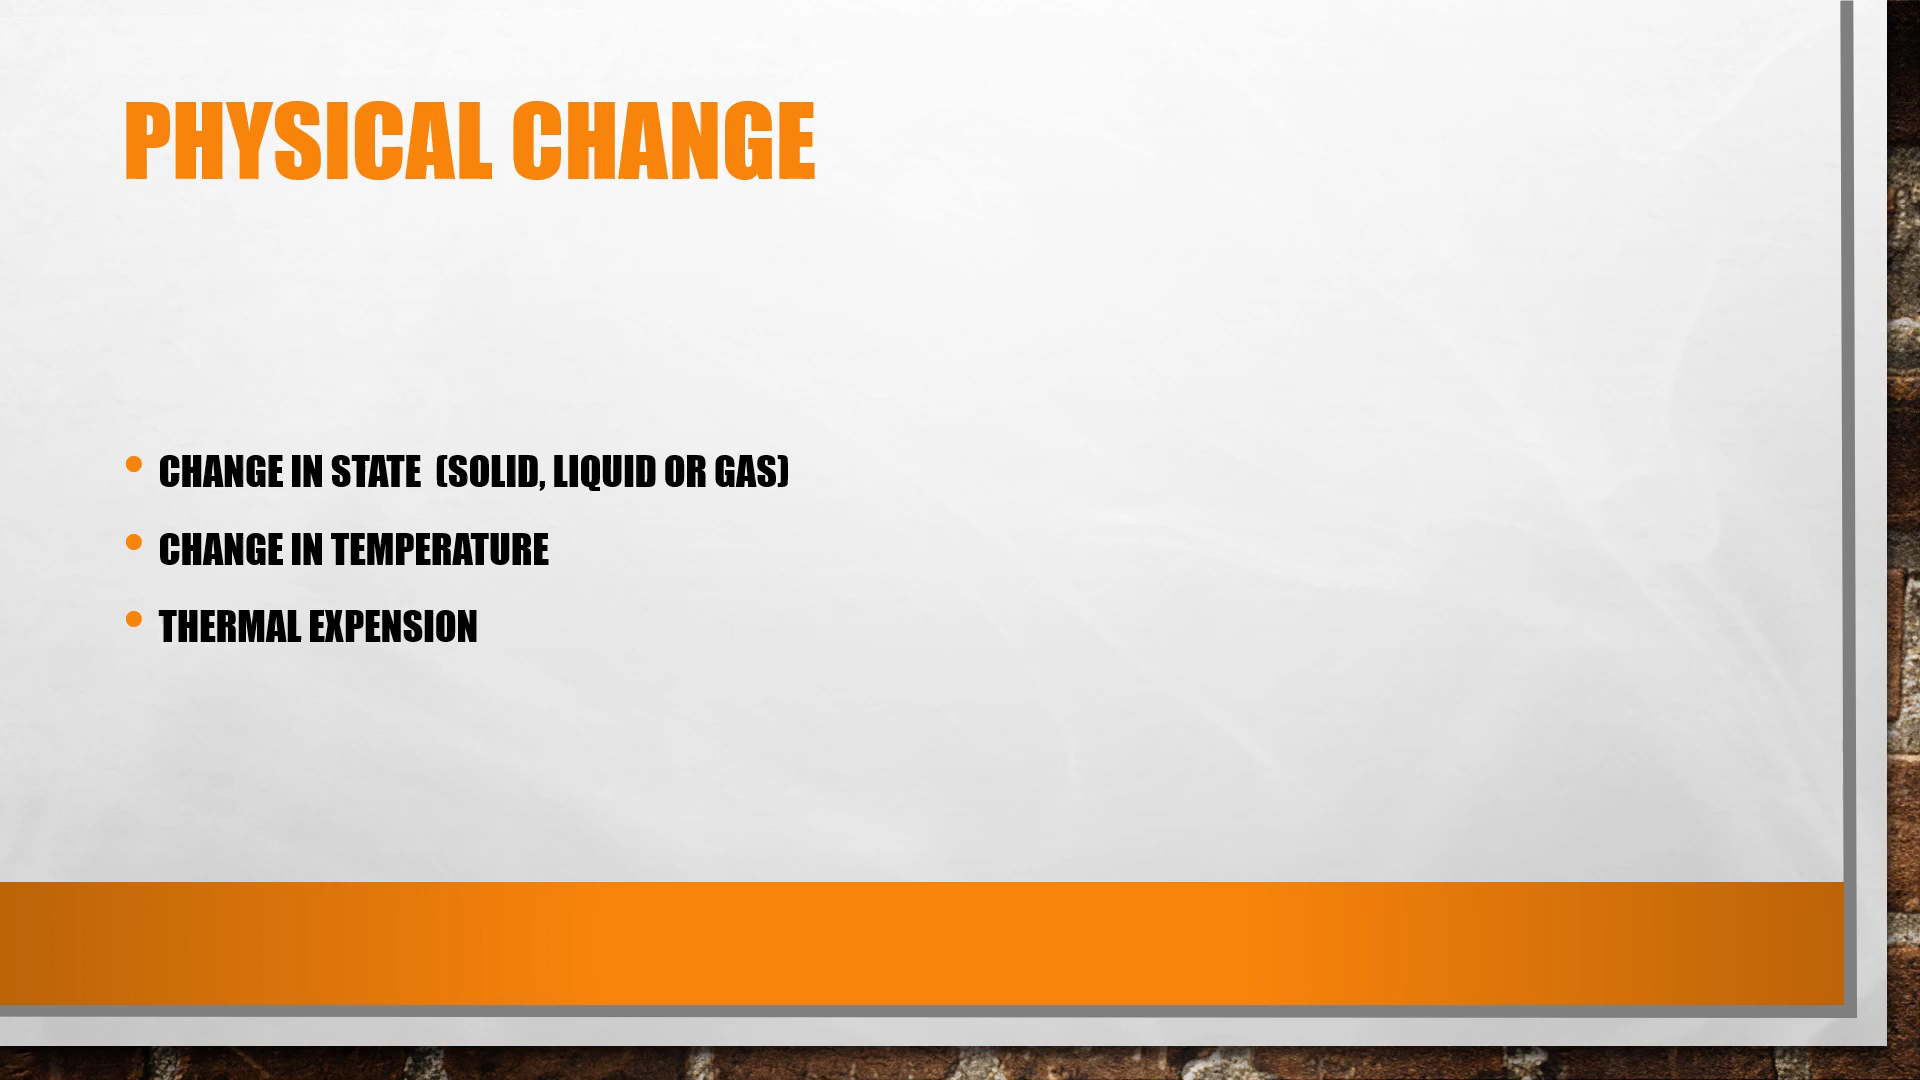 PHYSICAL CHANGE
• CHANGE IN STATE  (SOLID, LIQUID OR GAS)
• CHANGE IN TEMPERATURE
• THERMAL EXPENSION